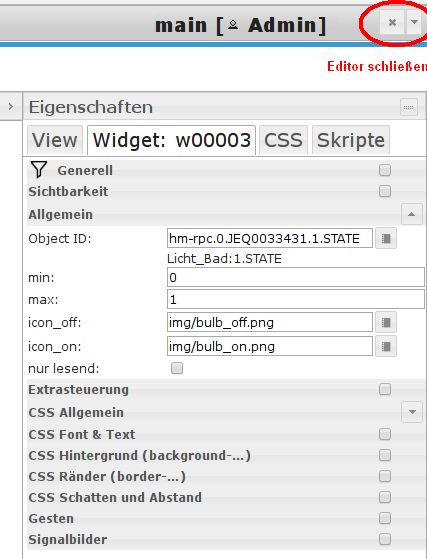 main [ Admin]
Editor schließen
Eigenschaften
View Widget: w00003 CSS Skripte
Generell
Sichtbarkeit
Allgemein
Object ID: hm-rpc.0.JEQ0033431.1.STATE
Licht_Bad:1.STATE
min: 0
max: 1
icon_off: img/bulb_off.png
icon_on: img/bulb_on.png
nur lesend:
Extrasteuerung
CSS Allgemein
CSS Font & Text
CSS Hintergrund (background-...)
CSS Ränder (border-...)
CSS Schatten und Abstand
Gesten
Signalbilder